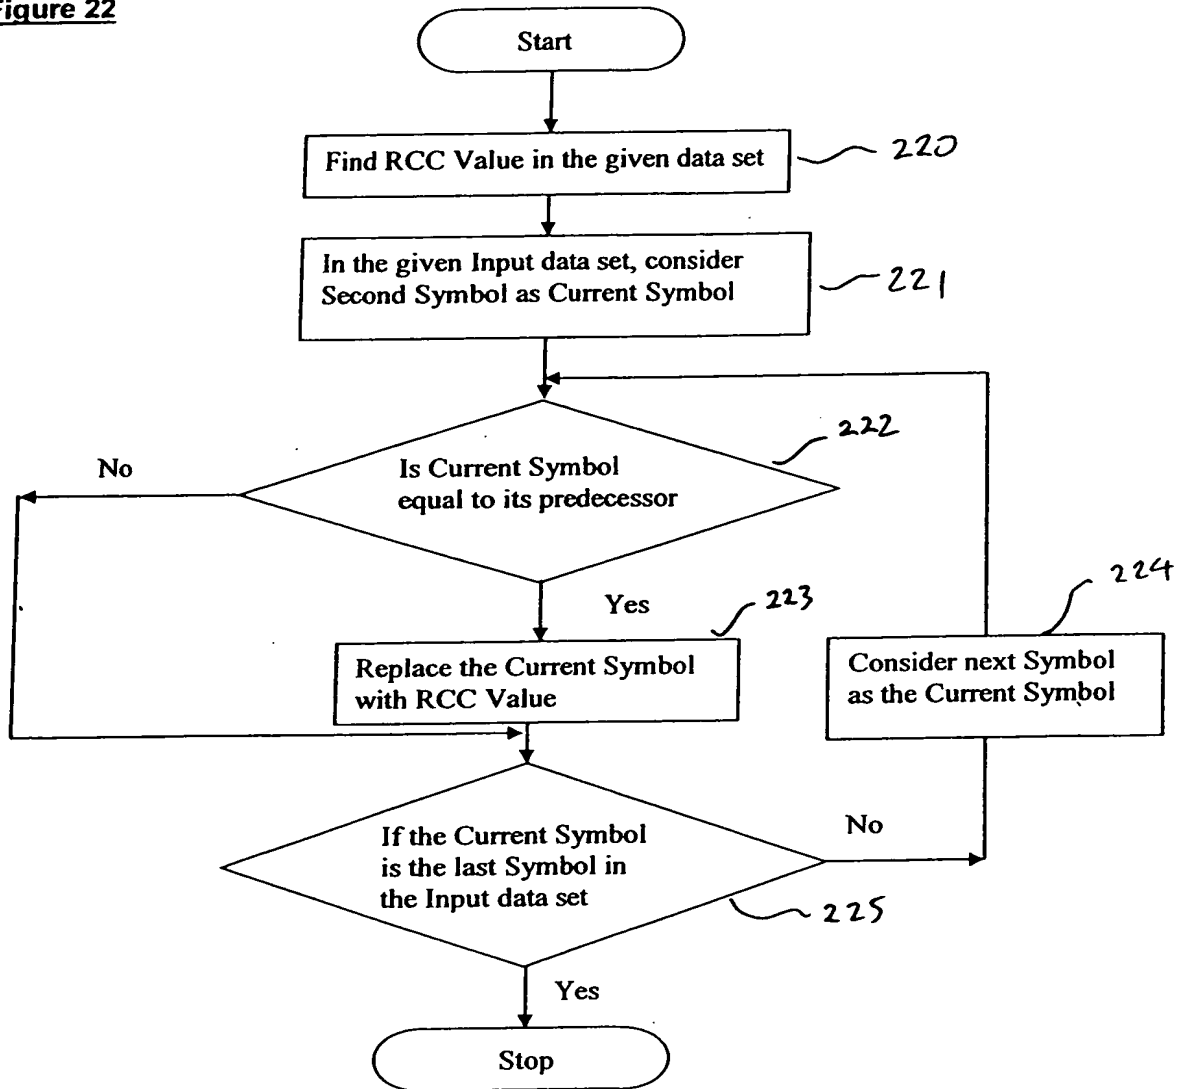 Figure 22
Start
Find RCC Value in the given data set
220
In the given Input data set, consider
Second Symbol as Current Symbol
221
222
No
Is Current Symbol
equal to its predecessor
Yes
223
224
Replace the Current Symbol
with RCC Value
Consider next Symbol
as the Current Symbol
If the Current Symbol
is the last Symbol in
the Input data set
No
225
Yes
Stop